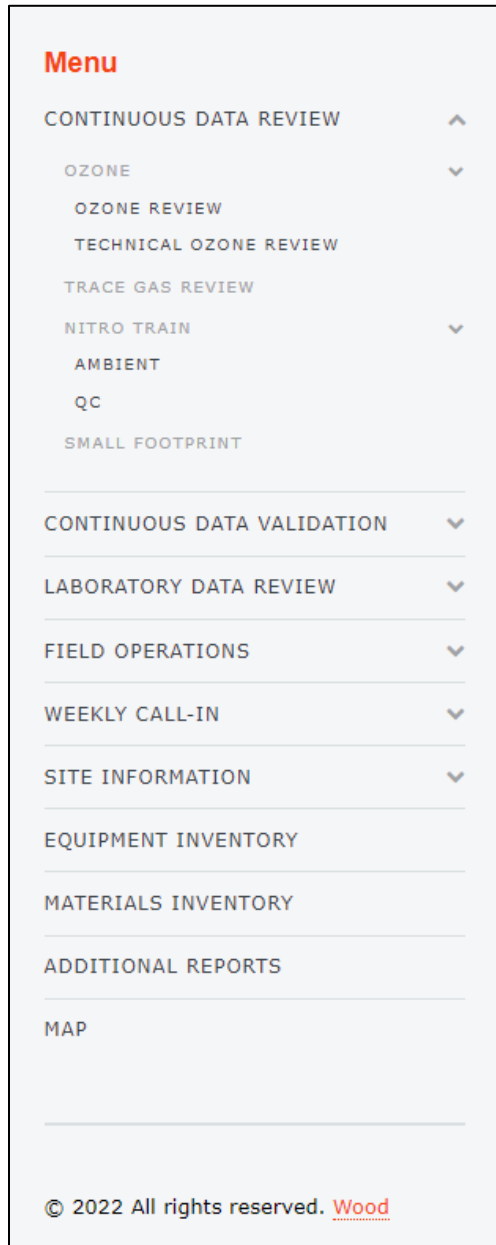 Menu
CONTINUOUS DATA REVIEW
OZONE
OZONE REVIEW
TECHNICAL OZONE REVIEW
TRACE GAS REVIEW
NITRO TRAIN
AMBIENT
QC
SMALL FOOTPRINT
CONTINUOUS DATA VALIDATION
LABORATORY DATA REVIEW
FIELD OPERATIONS
WEEKLY CALL-IN
SITE INFORMATION
EQUIPMENT INVENTORY
MATERIALS INVENTORY
ADDITIONAL REPORTS
MAP
© 2022 All rights reserved. Wood